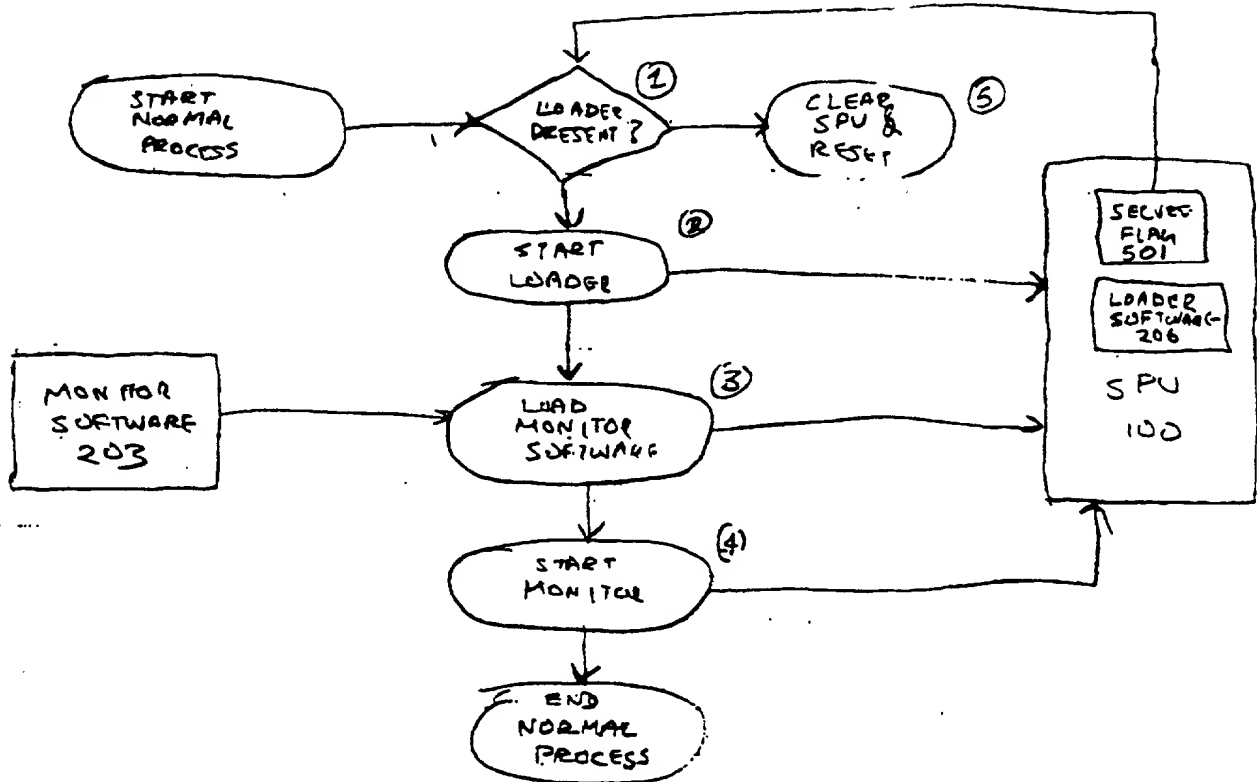 START
NORMAL
PROCESS
LOADER
PRESENT?
1
CLEAR
SPU &
RESET
5
START
LOADER
2
SECURE
FLAG
501
LOADER
SOFTWARE
206
SPU
100
MONITOR
SOFTWARE
203
LOAD
MONITOR
SOFTWARE
3
START
MONITOR
4
END
NORMAL
PROCESS